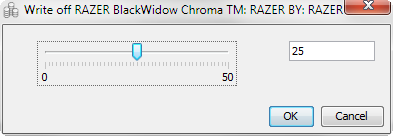 Write off RAZER BlackWidow Chroma TM: RAZER BY: RAZER
0 50
25
OK Cancel